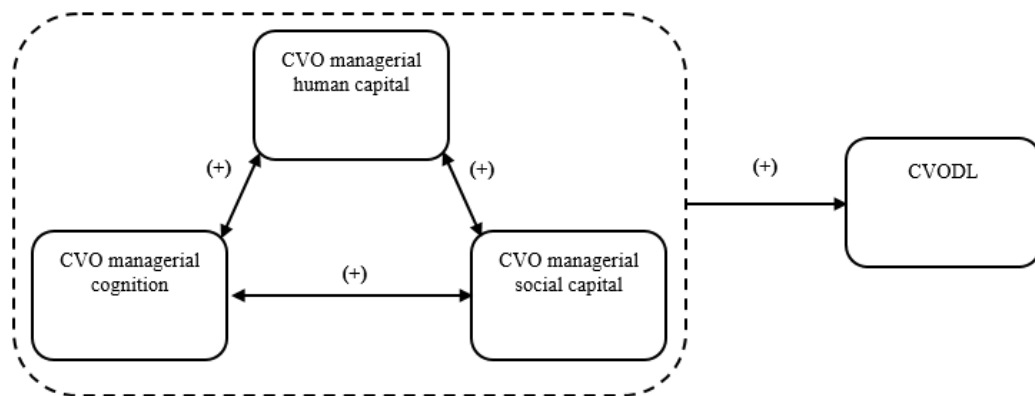 CVO managerial
human capital
(+)
(+)
(+)
CVODL
CVO managerial
cognition
(+)
CVO managerial
social capital